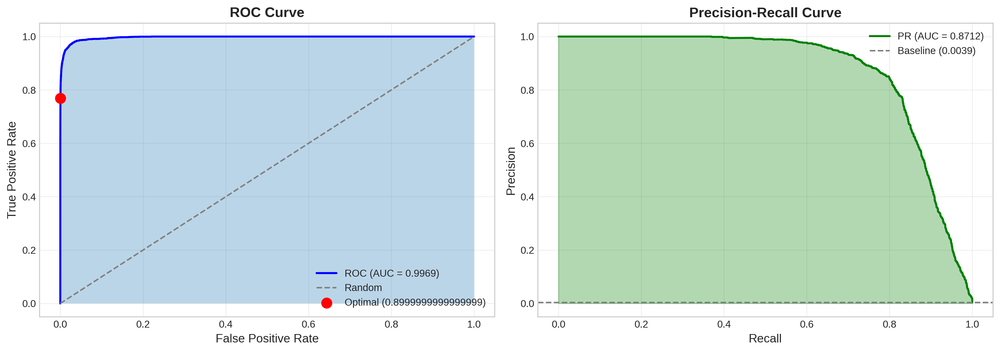 ROC Curve
True Positive Rate
1.0
0.8
0.6
0.4
0.2
0.0
ROC (AUC = 0.9969)
Random
Optimal (0.8999999999999999)
0.0 0.2 0.4 0.6 0.8 1.0
False Positive Rate
Precision-Recall Curve
Precision
1.0
0.8
0.6
0.4
0.2
0.0
PR (AUC = 0.8712)
Baseline (0.0039)
0.0 0.2 0.4 0.6 0.8 1.0
Recall